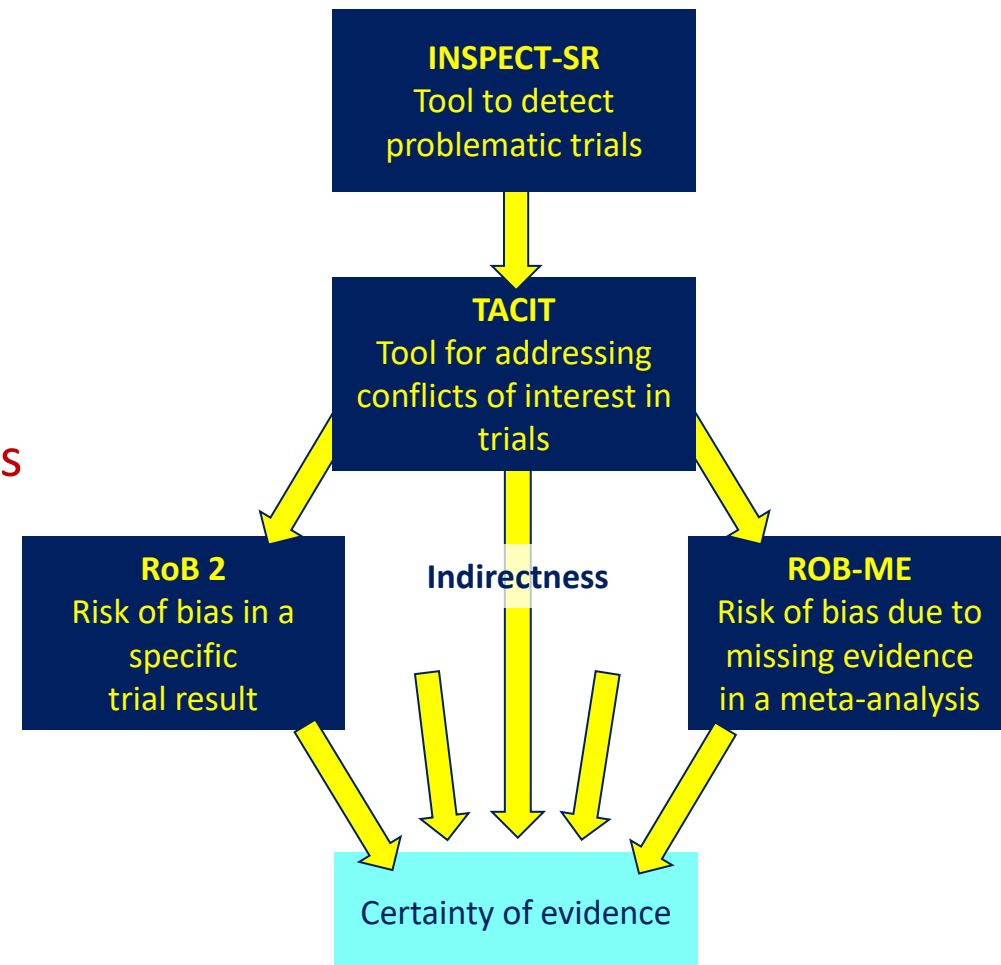 INSPECT-SR
Tool to detect
problematic trials
TACIT
Tool for addressing
conflicts of interest in
trials
s
RoB 2
Risk of bias in a
specific
trial result
Indirectness
ROB-ME
Risk of bias due to
missing evidence
in a meta-analysis
Certainty of evidence